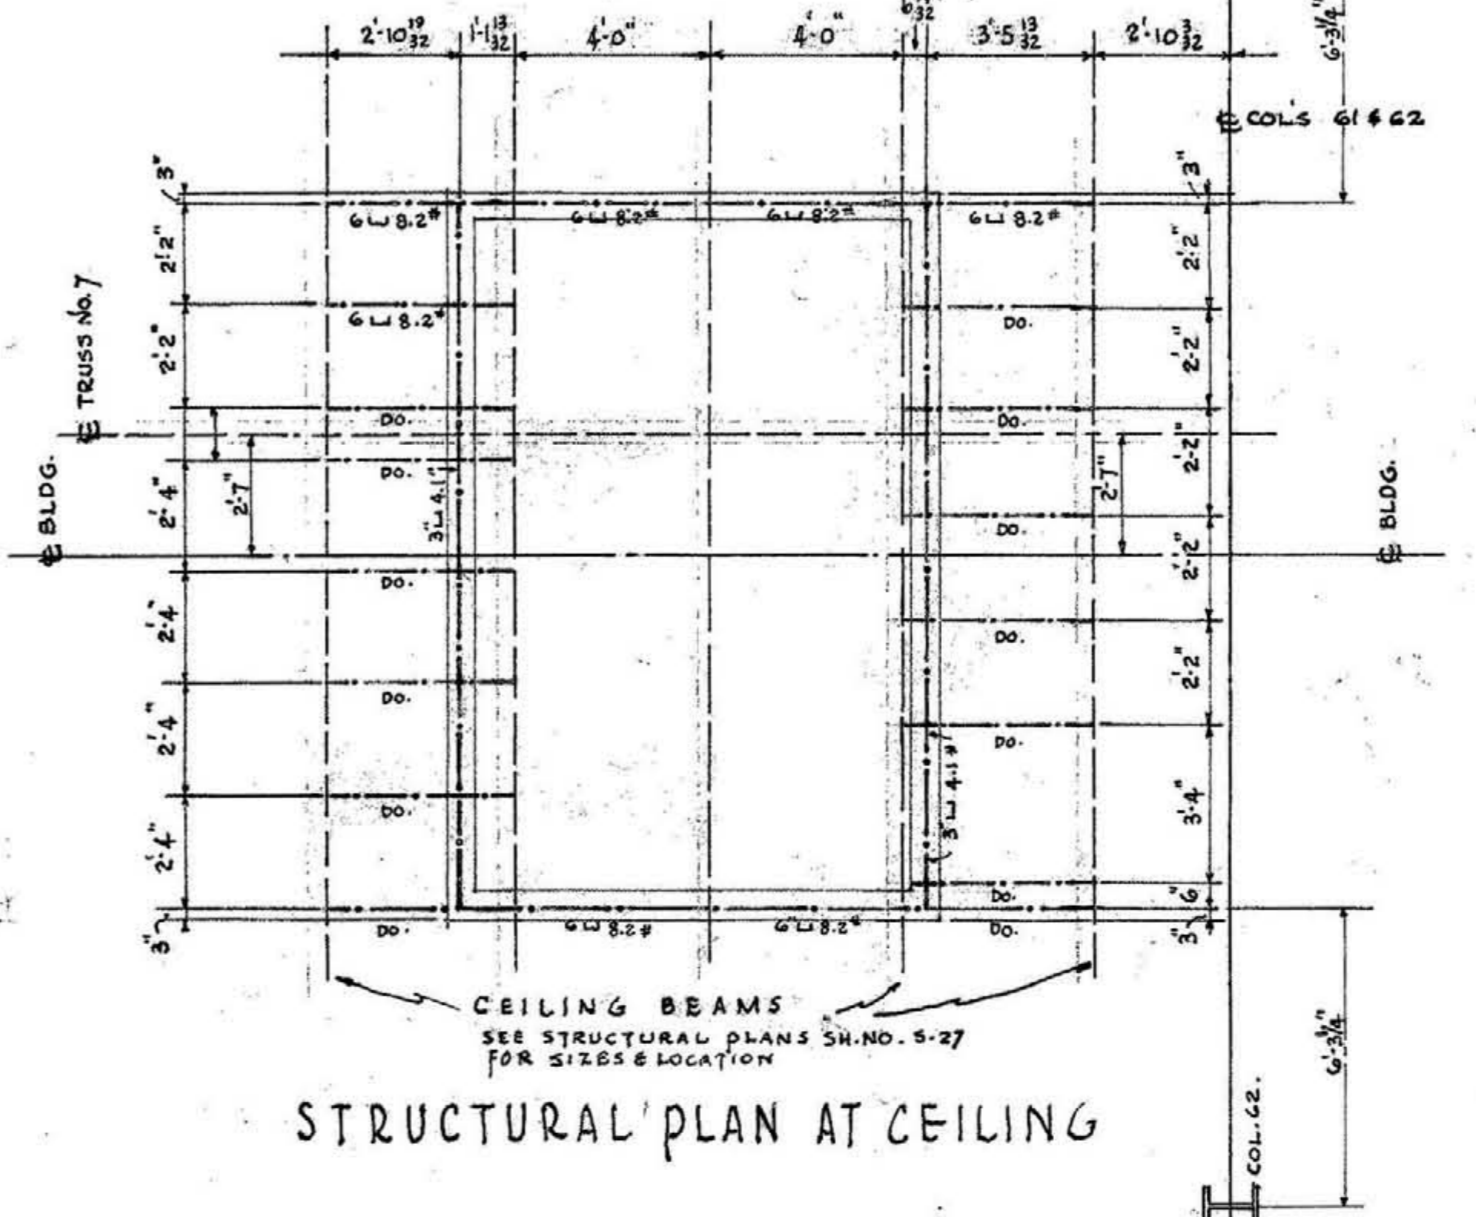 2'-10 19/32 1'-1 13/32 4'-0" 4'-0" 3'-5 13/32 2'-10 3/32
6'-3 1/4"
℄ COL'S 61 & 62
3" 3"
6⊔8.2# 6⊔8.2# 6⊔8.2# 6⊔8.2#
2'-2" 2'-2"
6⊔8.2# DO.
℄ TRUSS No. 7
2'-2" 2'-2"
DO. DO.
2'-2"
DO.
℄ BLDG. 2'-4" 2'-7" 3"⊔4.1 2'-7" ℄ BLDG.
DO.
2'-2"
DO.
2'-4" DO.
2'-2"
DO.
2'-4" DO.
3"⊔4.1#
3'-4"
DO.
2'-4"
DO. 6"
3" DO. 6⊔8.2# 6"⊔8.2# DO. 3"
CEILING BEAMS
SEE STRUCTURAL PLANS SH.NO. S-27
FOR SIZES & LOCATION
6'-3 1/4"
STRUCTURAL PLAN AT CEILING
COL. 62.